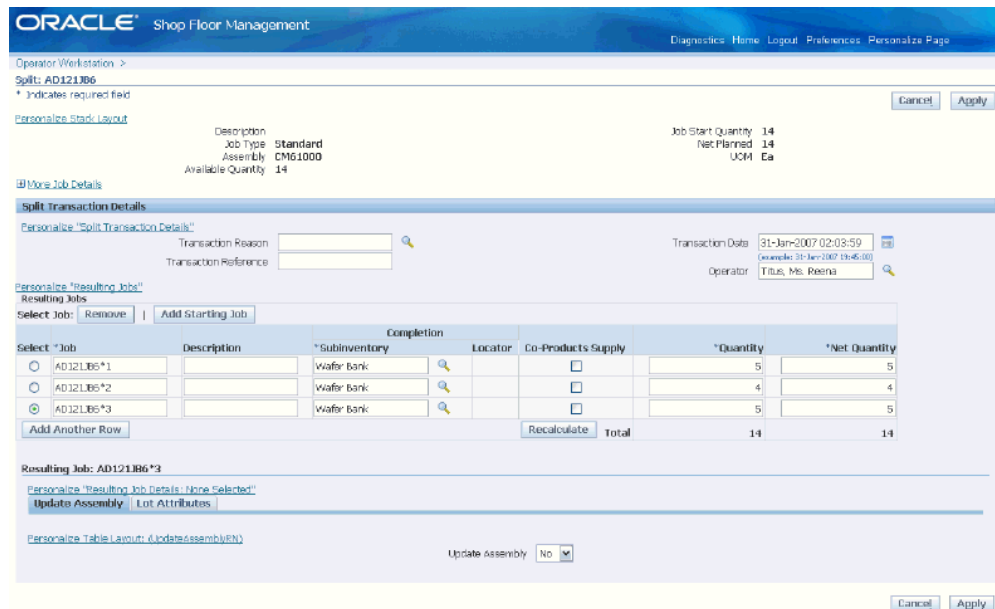 ORACLE® Shop Floor Management
Diagnostics Home Logout Preferences Personalize Page
Operator Workstation >
Split: AD121JB6
* Indicates required field
Cancel Apply
Personalize Stack Layout
Description Job Start Quantity 14
Job Type Standard Net Planned 14
Assembly CM61000 UOM Ea
Available Quantity 14
More Job Details
Split Transaction Details
Personalize "Split Transaction Details"
Transaction Reason Transaction Date 31-Jan-2007 02:03:59
(example: 31-Jan-2007 19:45:00)
Transaction Reference Operator Titus, Ms. Reena
Personalize "Resulting Jobs"
Resulting Jobs
Select Job: Remove | Add Starting Job
Completion
Select *Job Description *Subinventory Locator Co-Products Supply *Quantity *Net Quantity
AD121JB6*1 Wafer Bank 5 5
AD121JB6*2 Wafer Bank 4 4
AD121JB6*3 Wafer Bank 5 5
Add Another Row Recalculate Total 14 14
Resulting Job: AD121JB6*3
Personalize "Resulting Job Details: None Selected"
Update Assembly Lot Attributes
Personalize Table Layout: (UpdateAssemblyRN)
Update Assembly No
Cancel Apply